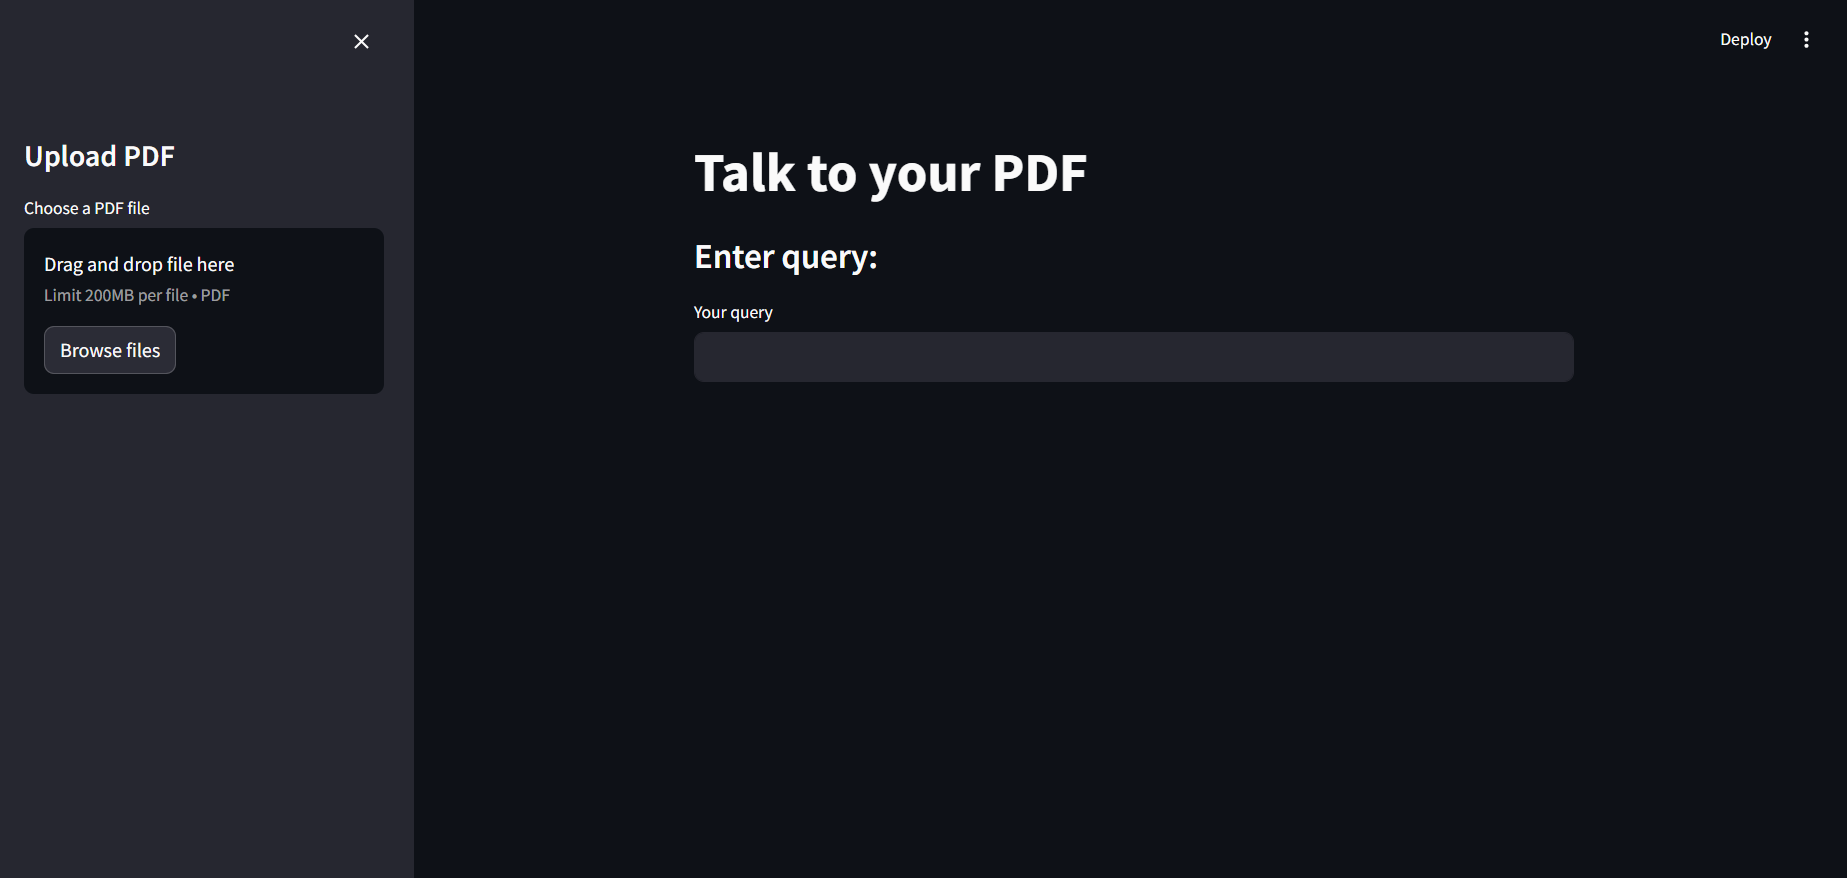 Deploy
Upload PDF
Choose a PDF file
Drag and drop file here
Limit 200MB per file • PDF
Browse files
Talk to your PDF
Enter query:
Your query